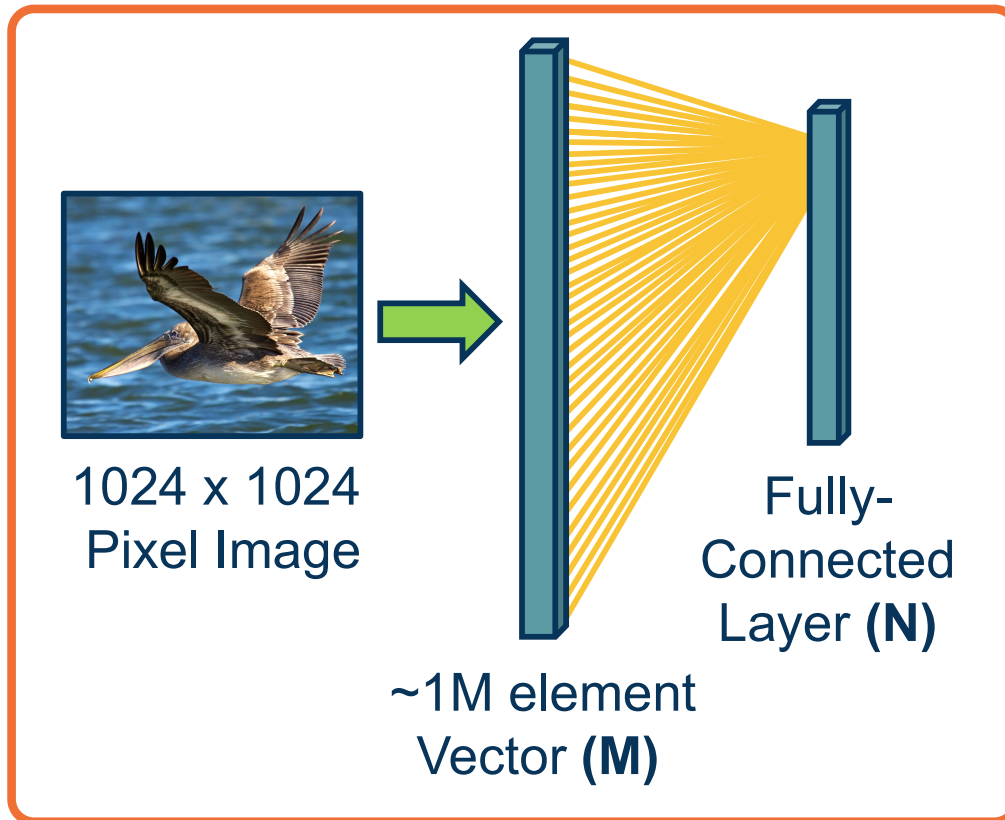 1024 x 1024
Pixel Image
~1M element
Vector (M)
Fully-
Connected
Layer (N)